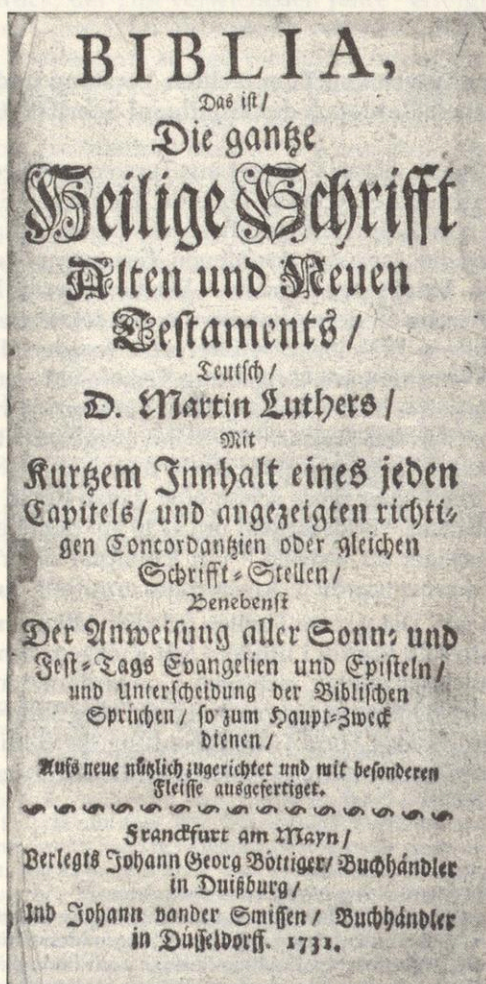 BIBLIA,
Das ist/
Die gantze
Heilige Schrifft
Alten und Neuen
Testaments/
Teutsch/
D. Martin Luthers/
Mit
Kurtzem Innhalt eines jeden
Capitels/ und angezeigten richti-
gen Concordantzien oder gleichen
Schrifft-Stellen/
Benebenst
Der Anweisung aller Sonn- und
Fest-Tags Evangelien und Episteln/
und Unterscheidung der Biblischen
Sprüchen/ so zum Haupt-Zweck
dienen/
Aufs neue nützlich zugerichtet und mit besonderen
Fleisse ausgefertiget.
Franckfurt am Mayn/
Verlegts Johann Georg Böttiger/ Buchhändler
in Duißburg/
Und Johann vander Smissen/ Buchhändler
in Düsseldorff. 1731.